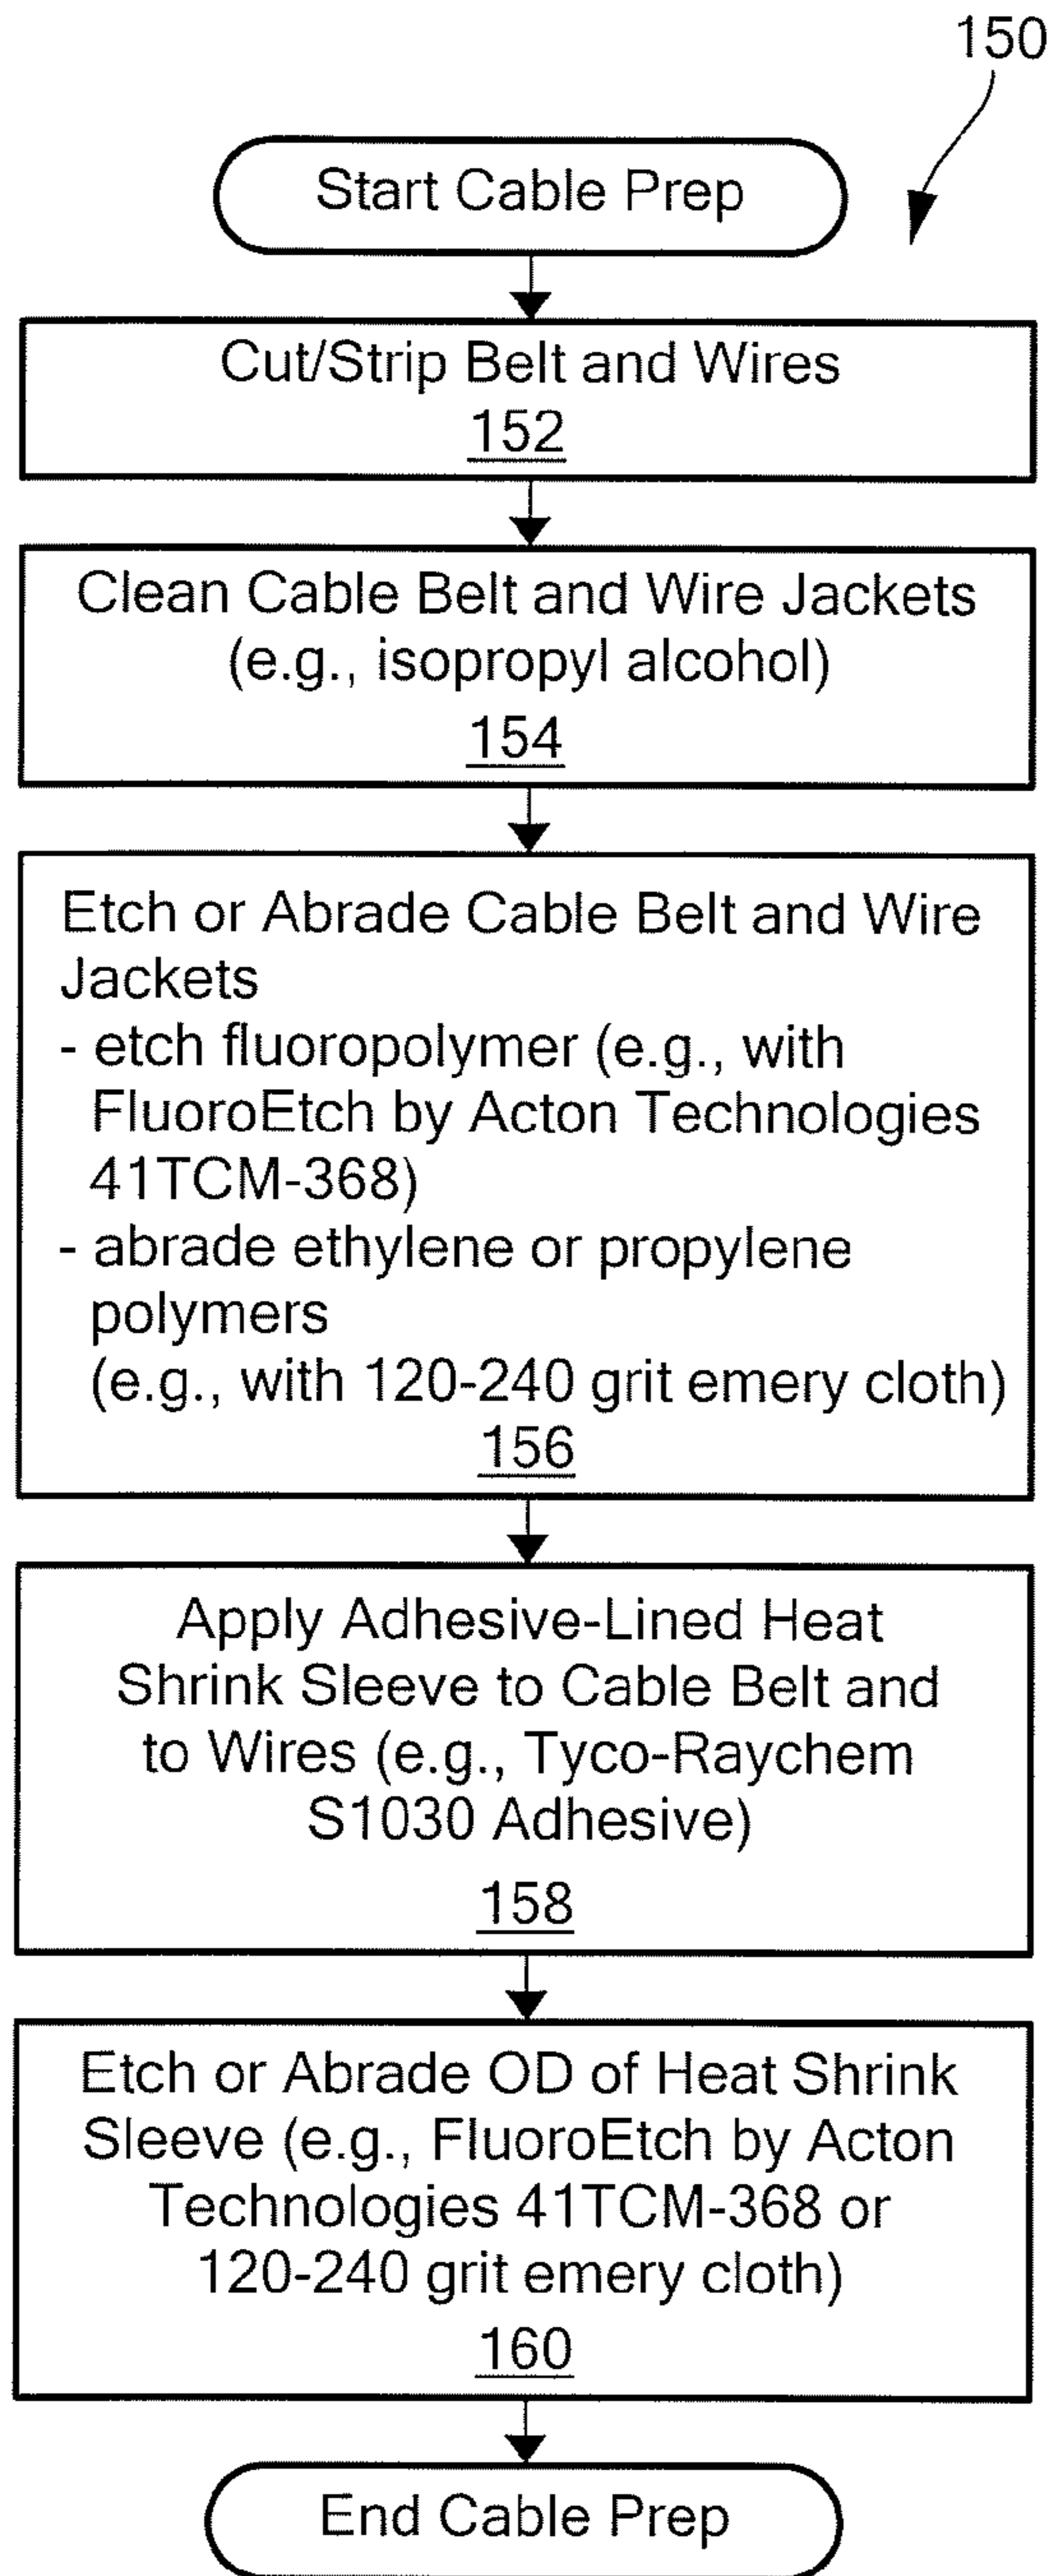 150
Start Cable Prep
Cut/Strip Belt and Wires
152
Clean Cable Belt and Wire Jackets
(e.g., isopropyl alcohol)
154
Etch or Abrade Cable Belt and Wire
Jackets
- etch fluoropolymer (e.g., with
FluoroEtch by Acton Technologies
41TCM-368)
- abrade ethylene or propylene
polymers
(e.g., with 120-240 grit emery cloth)
156
Apply Adhesive-Lined Heat
Shrink Sleeve to Cable Belt and
to Wires (e.g., Tyco-Raychem
S1030 Adhesive)
158
Etch or Abrade OD of Heat Shrink
Sleeve (e.g., FluoroEtch by Acton
Technologies 41TCM-368 or
120-240 grit emery cloth)
160
End Cable Prep